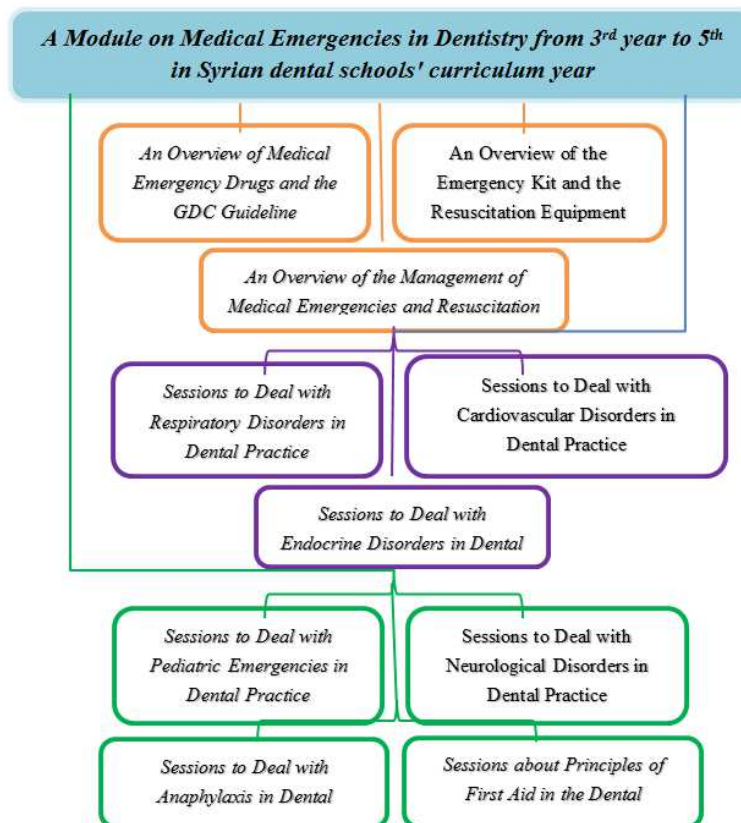 A Module on Medical Emergencies in Dentistry from 3rd year to 5th
in Syrian dental schools' curriculum year
An Overview of Medical
Emergency Drugs and the
GDC Guideline
An Overview of the
Emergency Kit and the
Resuscitation Equipment
An Overview of the Management of
Medical Emergencies and Resuscitation
Sessions to Deal with
Respiratory Disorders in
Dental Practice
Sessions to Deal with
Cardiovascular Disorders in
Dental Practice
Sessions to Deal with
Endocrine Disorders in Dental
Sessions to Deal with
Pediatric Emergencies in
Dental Practice
Sessions to Deal with
Neurological Disorders in
Dental Practice
Sessions to Deal with
Anaphylaxis in Dental
Sessions about Principles of
First Aid in the Dental